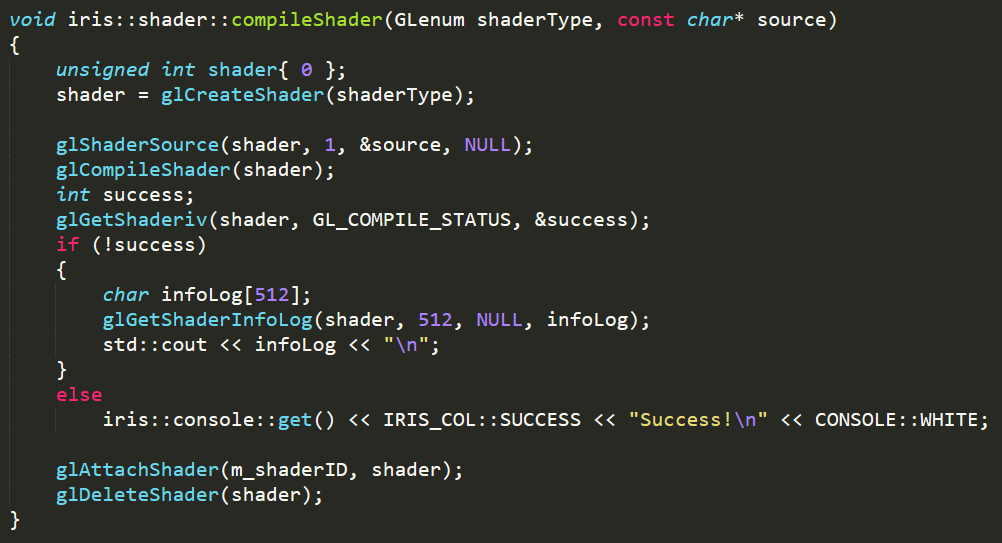 void iris::shader::compileShader(GLenum shaderType, const char* source)
{
    unsigned int shader{ 0 };
    shader = glCreateShader(shaderType);

    glShaderSource(shader, 1, &source, NULL);
    glCompileShader(shader);
    int success;
    glGetShaderiv(shader, GL_COMPILE_STATUS, &success);
    if (!success)
    {
        char infoLog[512];
        glGetShaderInfoLog(shader, 512, NULL, infoLog);
        std::cout << infoLog << "\n";
    }
    else
        iris::console::get() << IRIS_COL::SUCCESS << "Success!\n" << CONSOLE::WHITE;

    glAttachShader(m_shaderID, shader);
    glDeleteShader(shader);
}